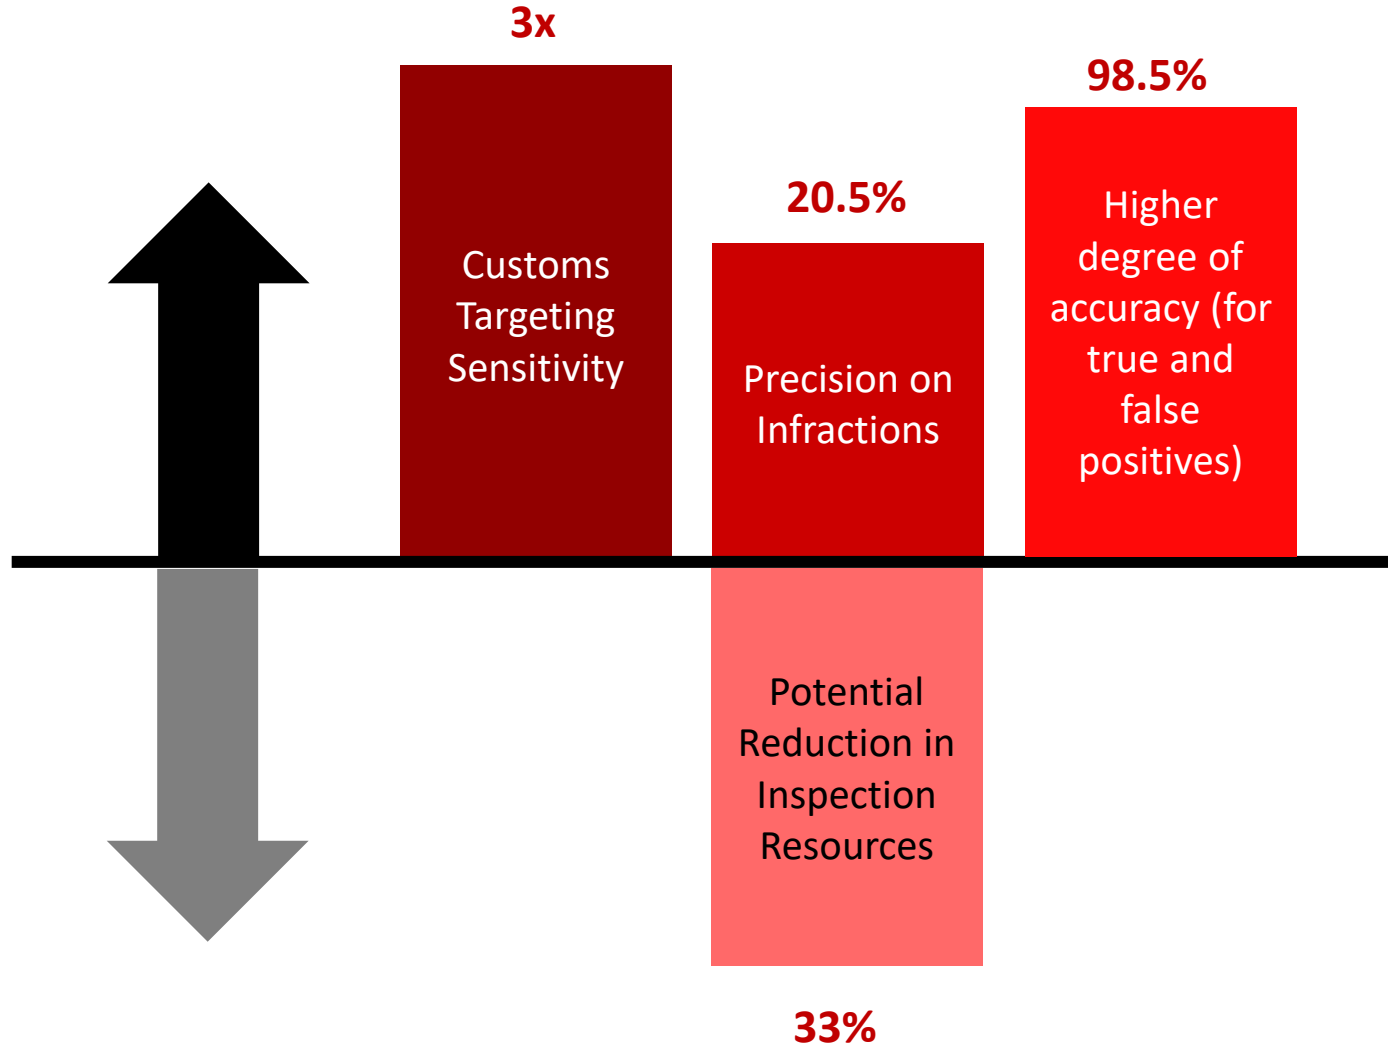 3x
Customs
Targeting
Sensitivity
20.5%
Precision on
Infractions
98.5%
Higher
degree of
accuracy (for
true and
false
positives)
Potential
Reduction in
Inspection
Resources
33%